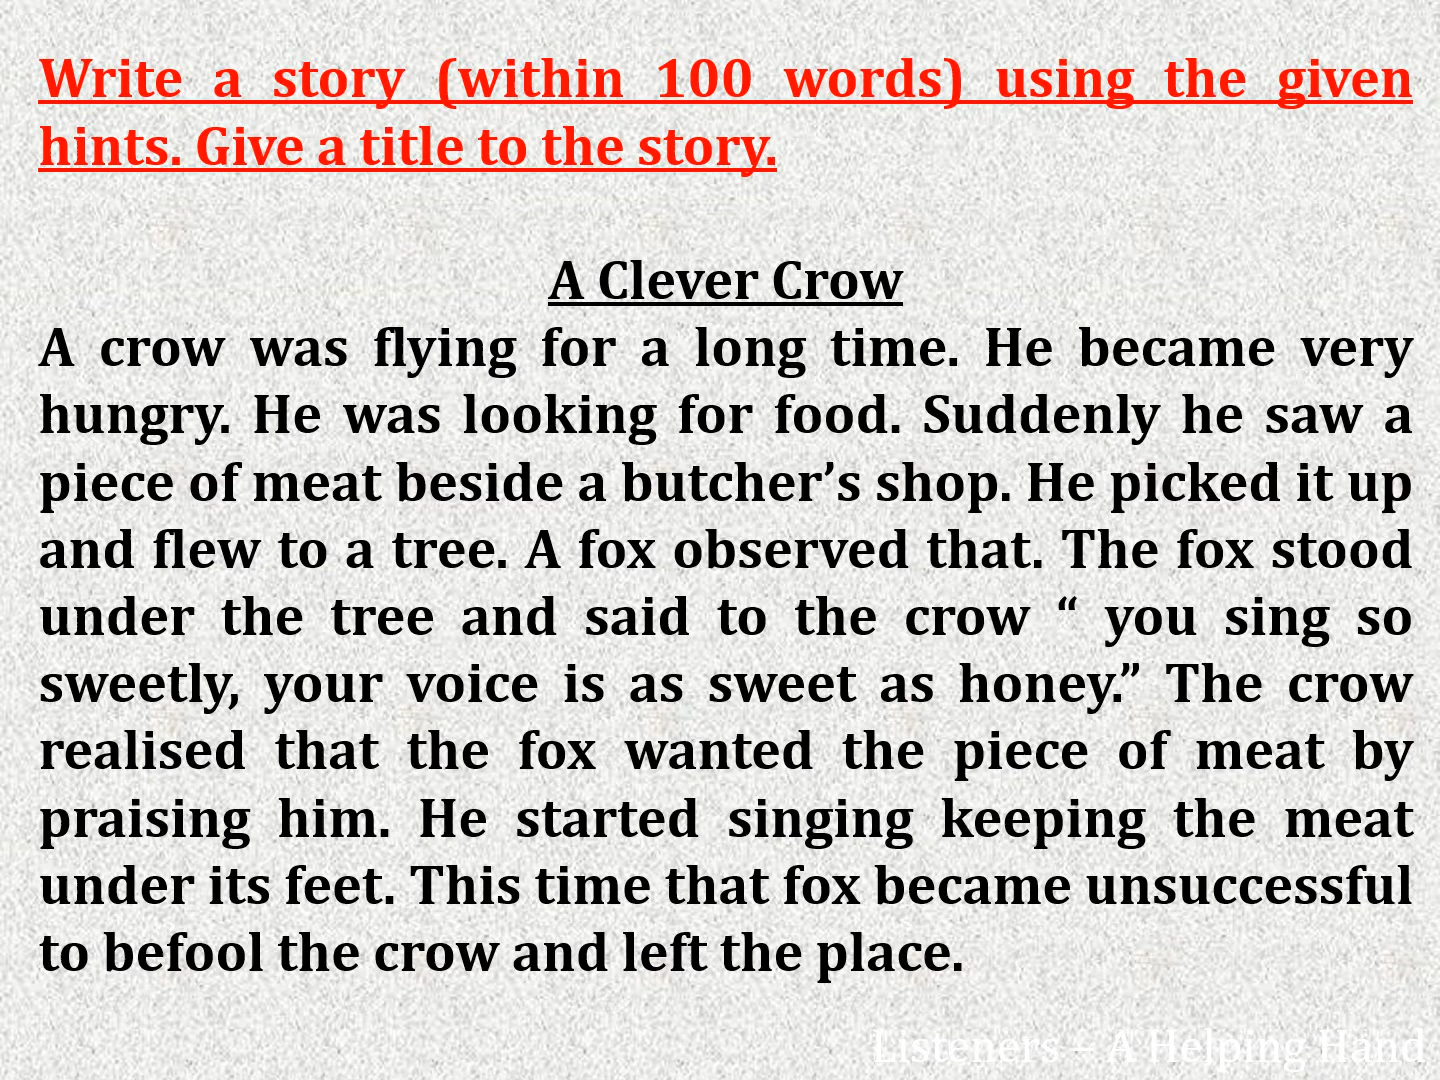 Write a story (within 100 words) using the given
hints. Give a title to the story.
A Clever Crow
A crow was flying for a long time. He became very
hungry. He was looking for food. Suddenly he saw a
piece of meat beside a butcher’s shop. He picked it up
and flew to a tree. A fox observed that. The fox stood
under the tree and said to the crow “ you sing so
sweetly, your voice is as sweet as honey.” The crow
realised that the fox wanted the piece of meat by
praising him. He started singing keeping the meat
under its feet. This time that fox became unsuccessful
to befool the crow and left the place.
Listeners – A Helping Hand